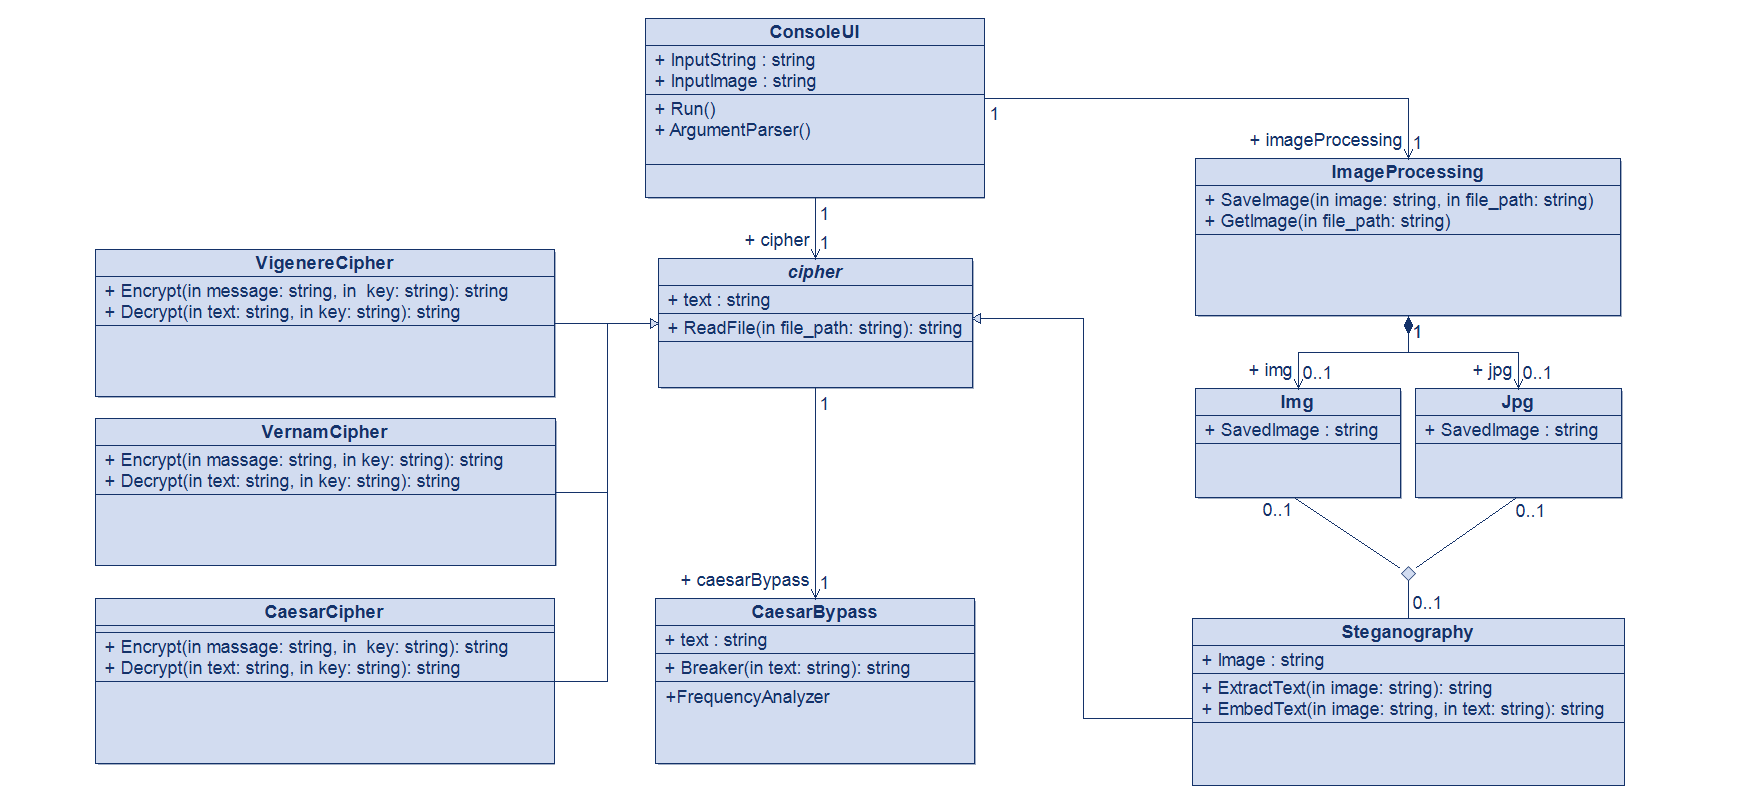 ConsoleUI
+ InputString : string
+ InputImage : string
+ Run()
+ ArgumentParser()
1
1
+ cipher
1
+ imageProcessing
1
ImageProcessing
+ SaveImage(in image: string, in file_path: string)
+ GetImage(in file_path: string)
1
VigenereCipher
+ Encrypt(in message: string, in  key: string): string
+ Decrypt(in text: string, in key: string): string
cipher
+ text : string
+ ReadFile(in file_path: string): string
1
+ img
0..1
+ jpg
0..1
Img
+ SavedImage : string
Jpg
+ SavedImage : string
0..1
0..1
VernamCipher
+ Encrypt(in massage: string, in key: string): string
+ Decrypt(in text: string, in key: string): string
+ caesarBypass
1
0..1
CaesarCipher
+ Encrypt(in massage: string, in  key: string): string
+ Decrypt(in text: string, in key: string): string
CaesarBypass
+ text : string
+ Breaker(in text: string): string
+FrequencyAnalyzer
Steganography
+ Image : string
+ ExtractText(in image: string): string
+ EmbedText(in image: string, in text: string): string